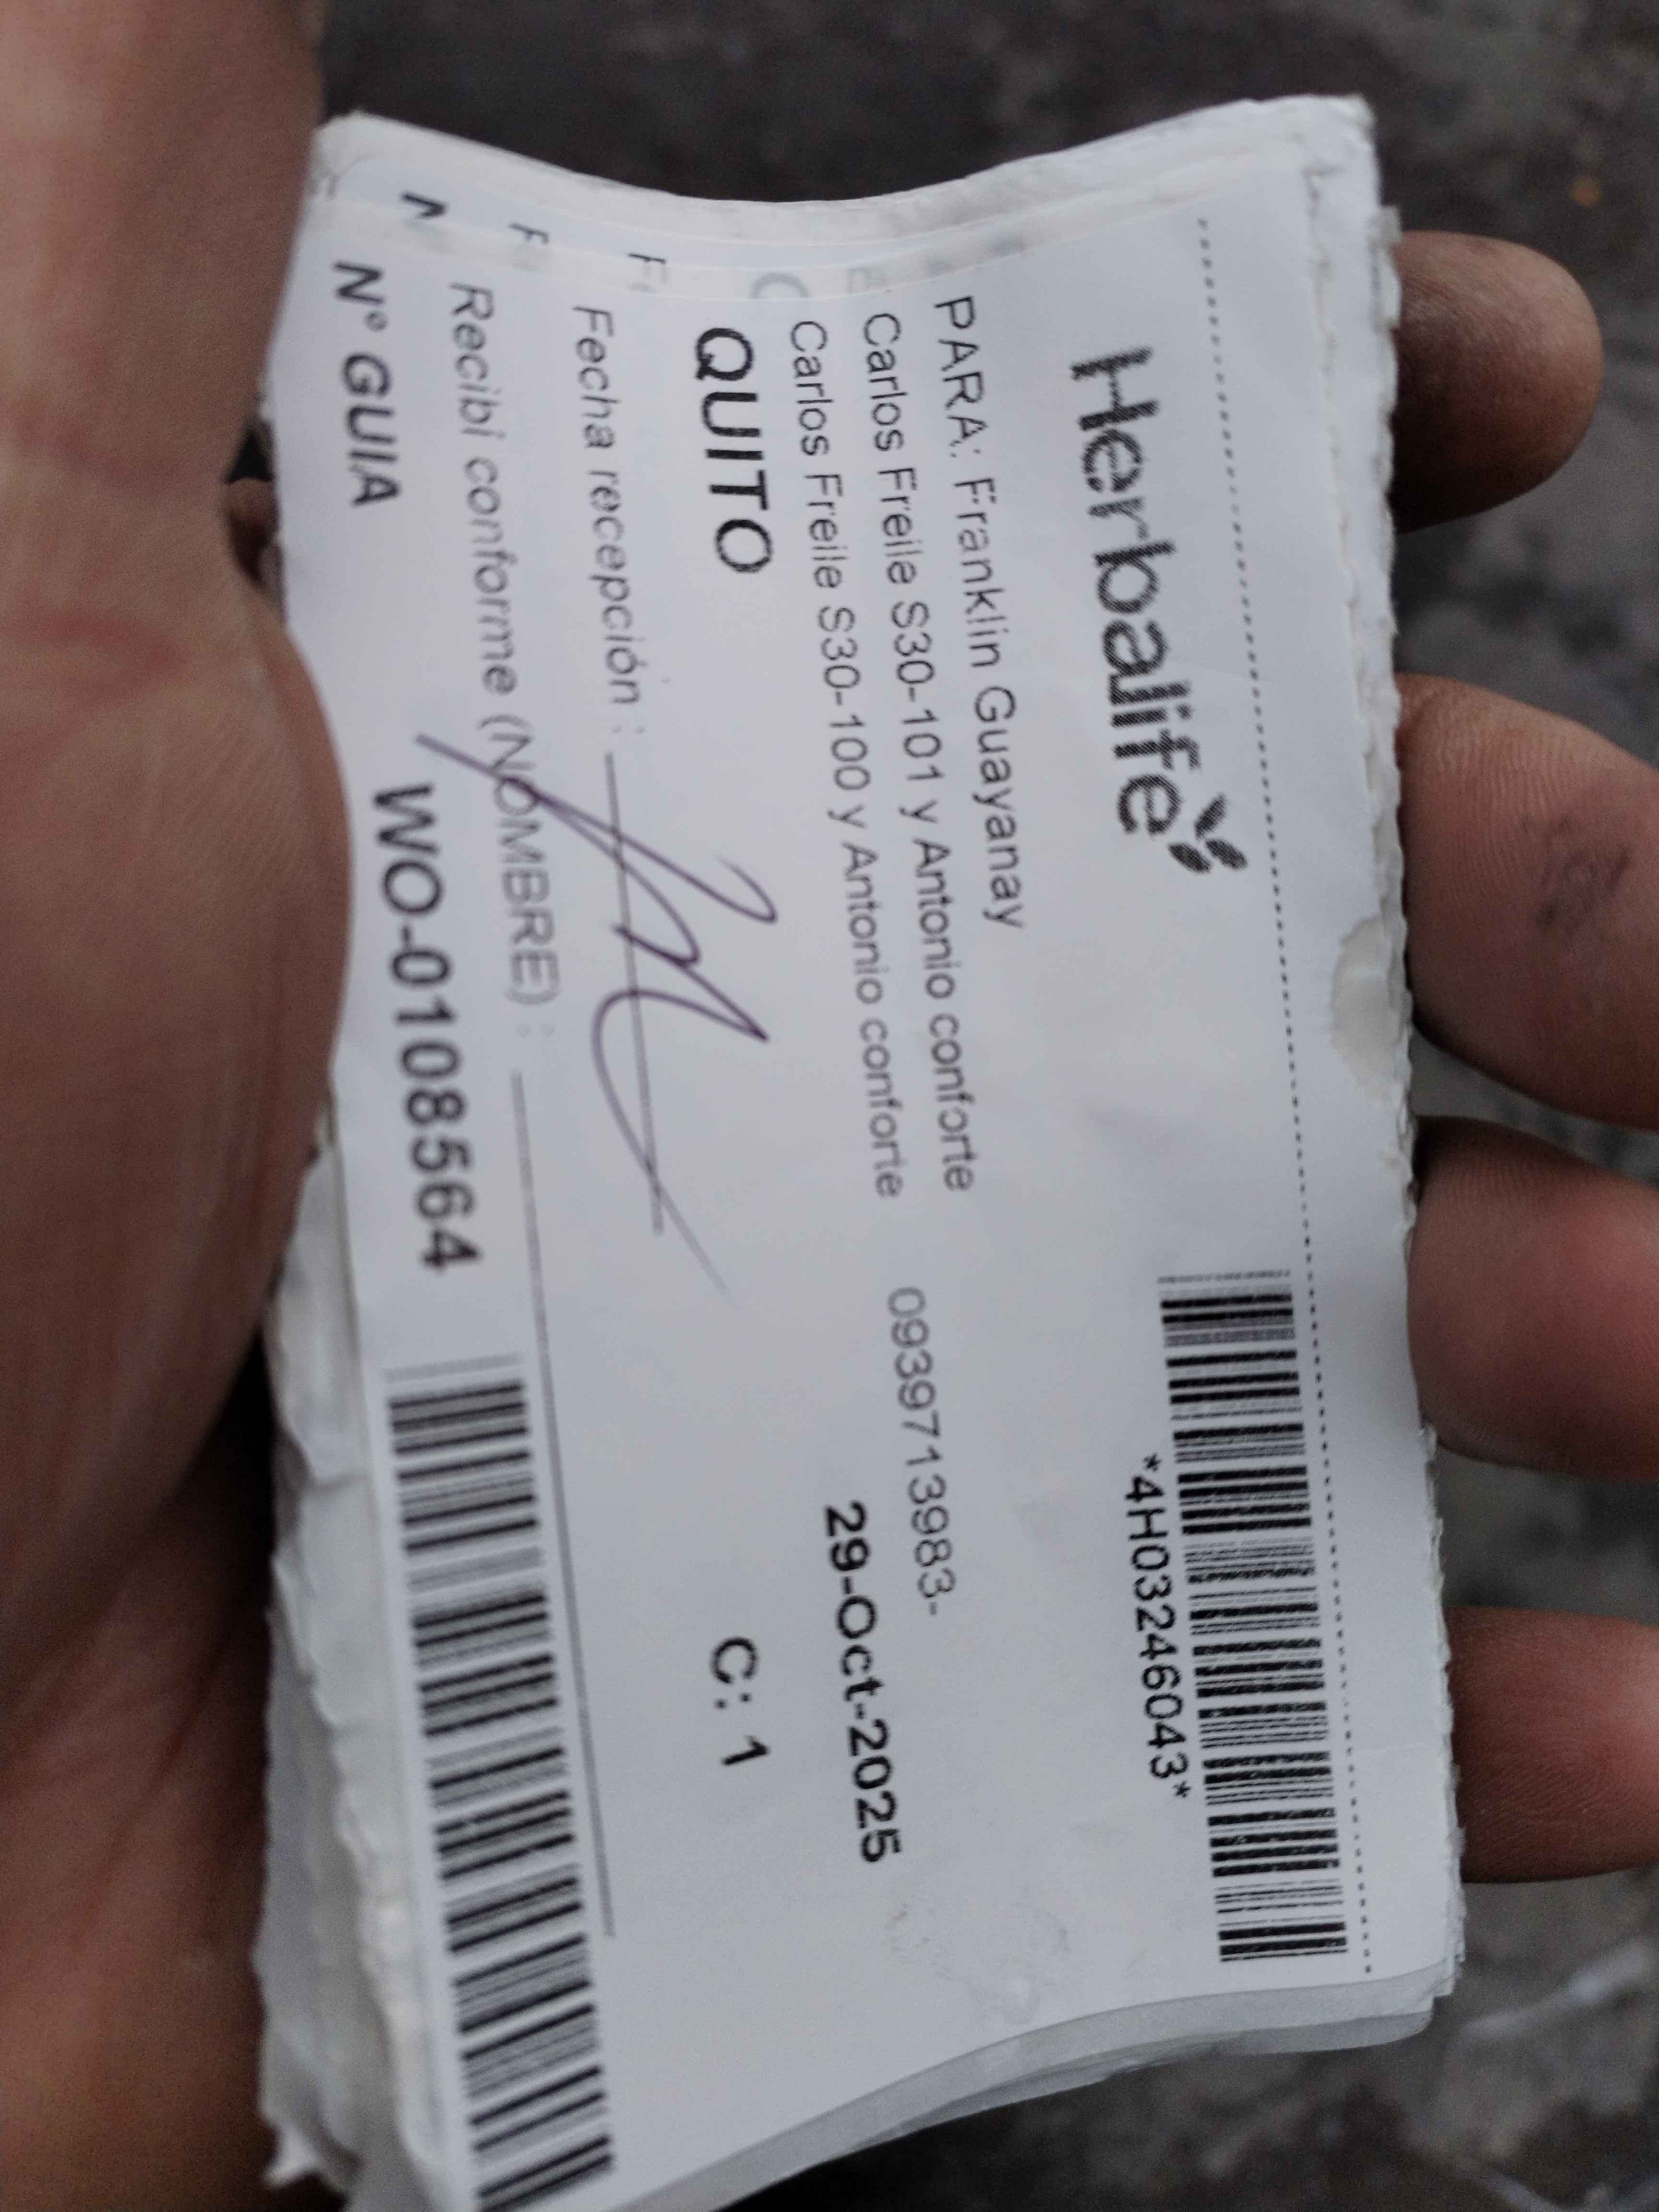 Herbalife
*4H03246043*
PARA: Franklin Guayanay
Carlos Freile S30-101 y Antonio conforte
0939713983-
Carlos Freile S30-100 y Antonio conforte
29-Oct-2025
QUITO
C: 1
Fecha recepción :
Recibí conforme (NOMBRE) :
Nº GUIA
WO-0108564